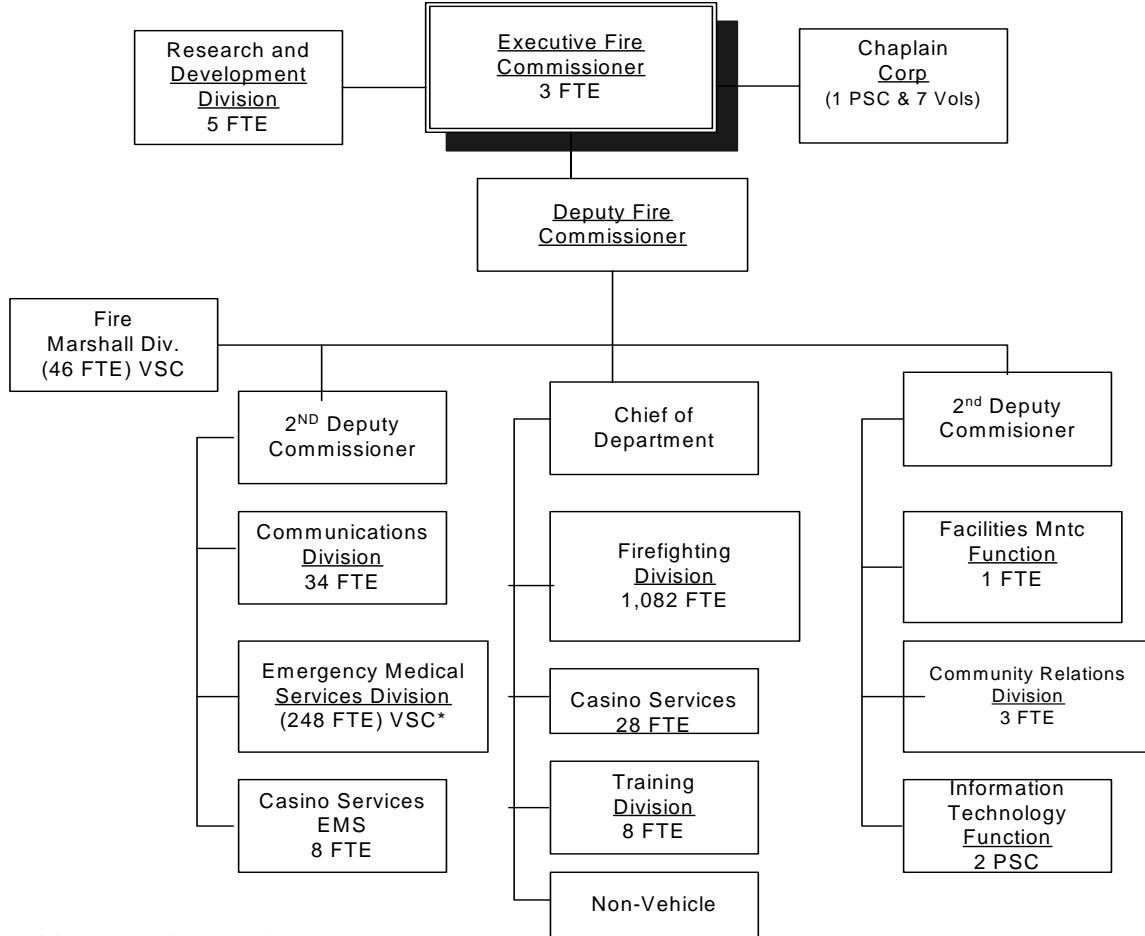 Research and
Development
Division
5 FTE
Executive Fire
Commissioner
3 FTE
Chaplain
Corp
(1 PSC & 7 Vols)
Deputy Fire
Commissioner
Fire
Marshall Div.
(46 FTE) VSC
2ND Deputy
Commissioner
Chief of
Department
2nd Deputy
Commisioner
Communications
Division
34 FTE
Firefighting
Division
1,082 FTE
Facilities Mntc
Function
1 FTE
Emergency Medical
Services Division
(248 FTE) VSC*
Casino Services
28 FTE
Community Relations
Division
3 FTE
Casino Services
EMS
8 FTE
Training
Division
8 FTE
Information
Technology
Function
2 PSC
Non-Vehicle